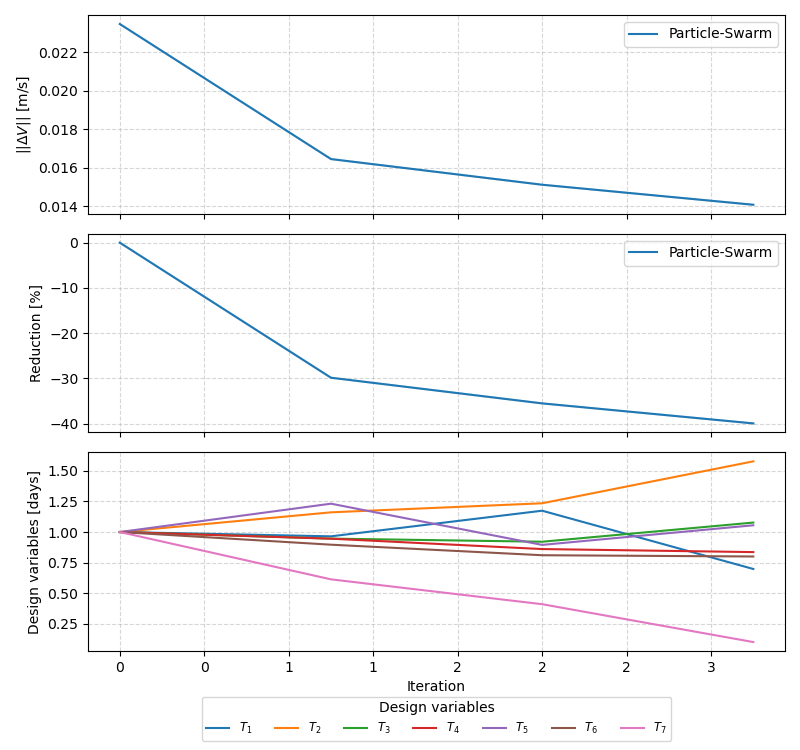 ||ΔV|| [m/s]
0.022
0.020
0.018
0.016
0.014
Particle-Swarm
Reduction [%]
0
−10
−20
−30
−40
Particle-Swarm
Design variables [days]
1.50
1.25
1.00
0.75
0.50
0.25
0 0 1 1 2 2 2 3
Iteration
Design variables
T₁ T₂ T₃ T₄ T₅ T₆ T₇